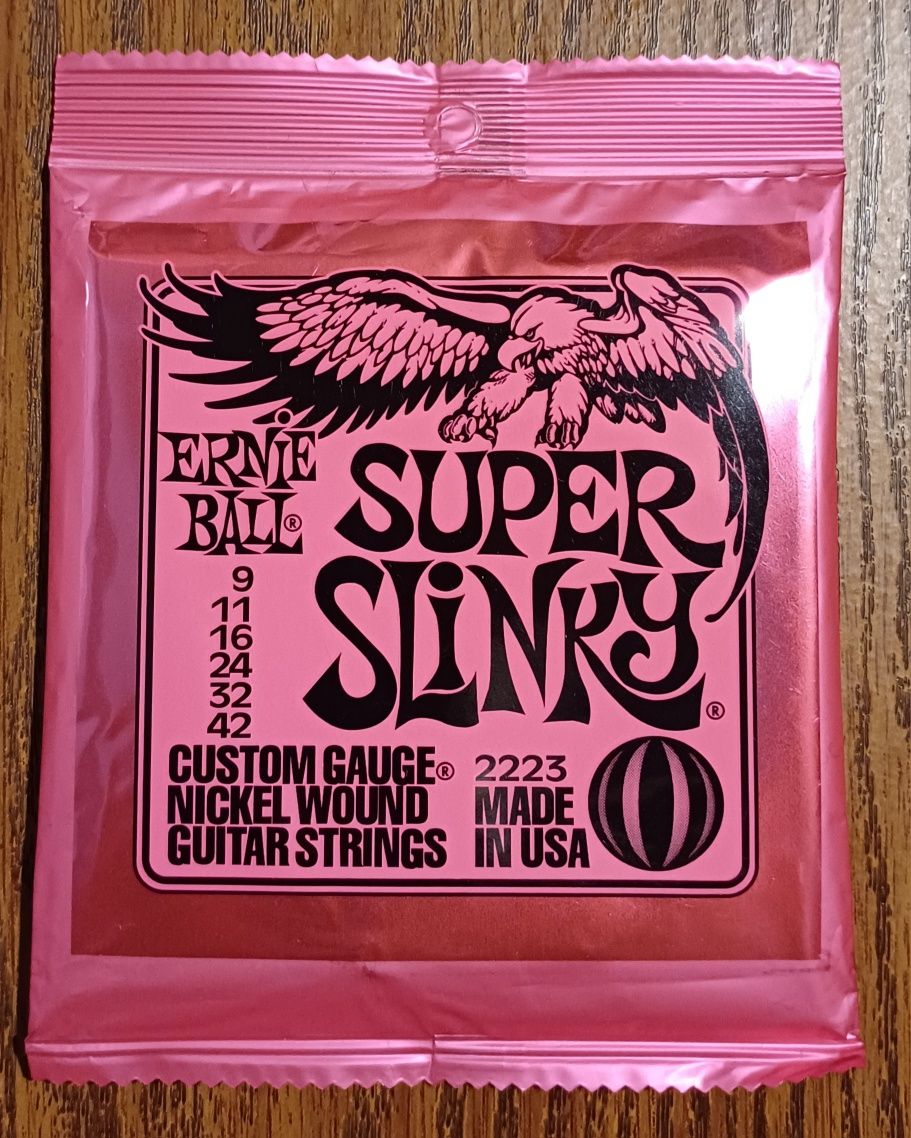 ERNiE
BALL®
SUPER
SLiNKY®
9
11
16
24
32
42
CUSTOM GAUGE®
NICKEL WOUND
GUITAR STRINGS
2223
MADE
IN USA